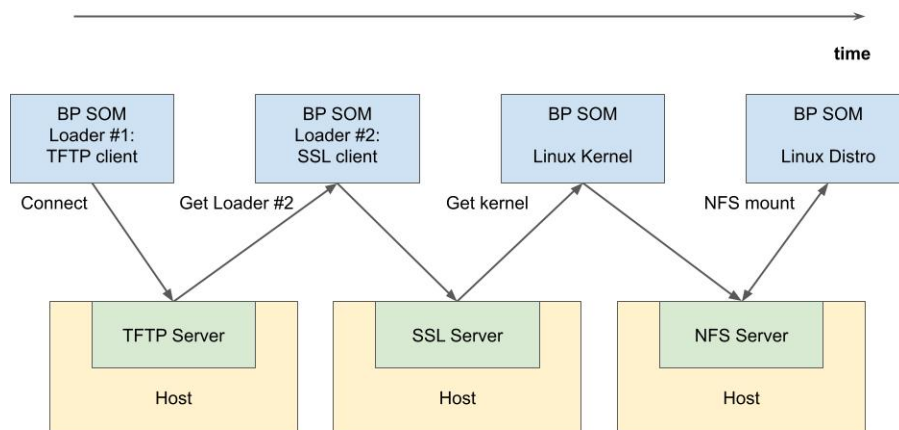 time
BP SOM
Loader #1:
TFTP client
BP SOM
Loader #2:
SSL client
BP SOM
Linux Kernel
BP SOM
Linux Distro
Connect
Get Loader #2
Get kernel
NFS mount
TFTP Server
SSL Server
NFS Server
Host
Host
Host